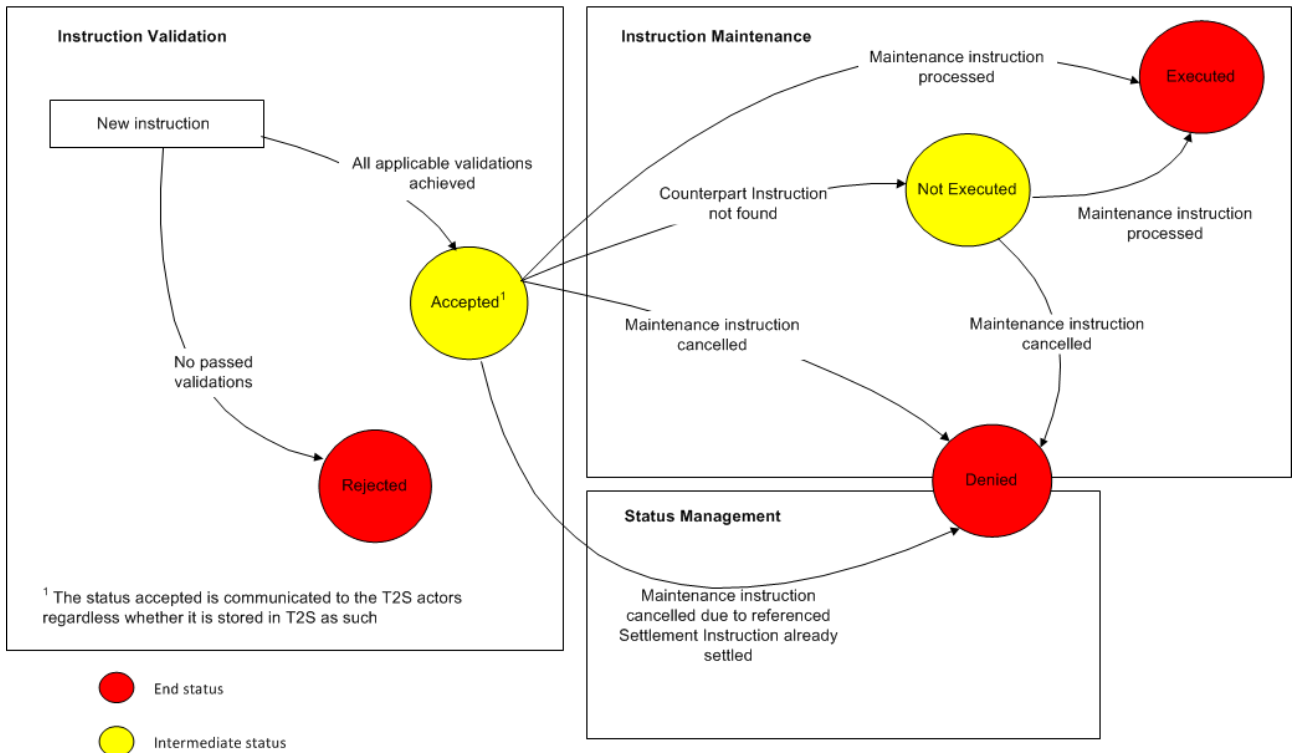 Instruction Validation
New instruction
All applicable validations
achieved
Accepted1
No passed
validations
Rejected
1 The status accepted is communicated to the T2S actors
regardless whether it is stored in T2S as such
Instruction Maintenance
Maintenance instruction
processed
Executed
Counterpart Instruction
not found
Not Executed
Maintenance instruction
processed
Maintenance instruction
cancelled
Maintenance instruction
cancelled
Denied
Status Management
Maintenance instruction
cancelled due to referenced
Settlement Instruction already
settled
End status
Intermediate status